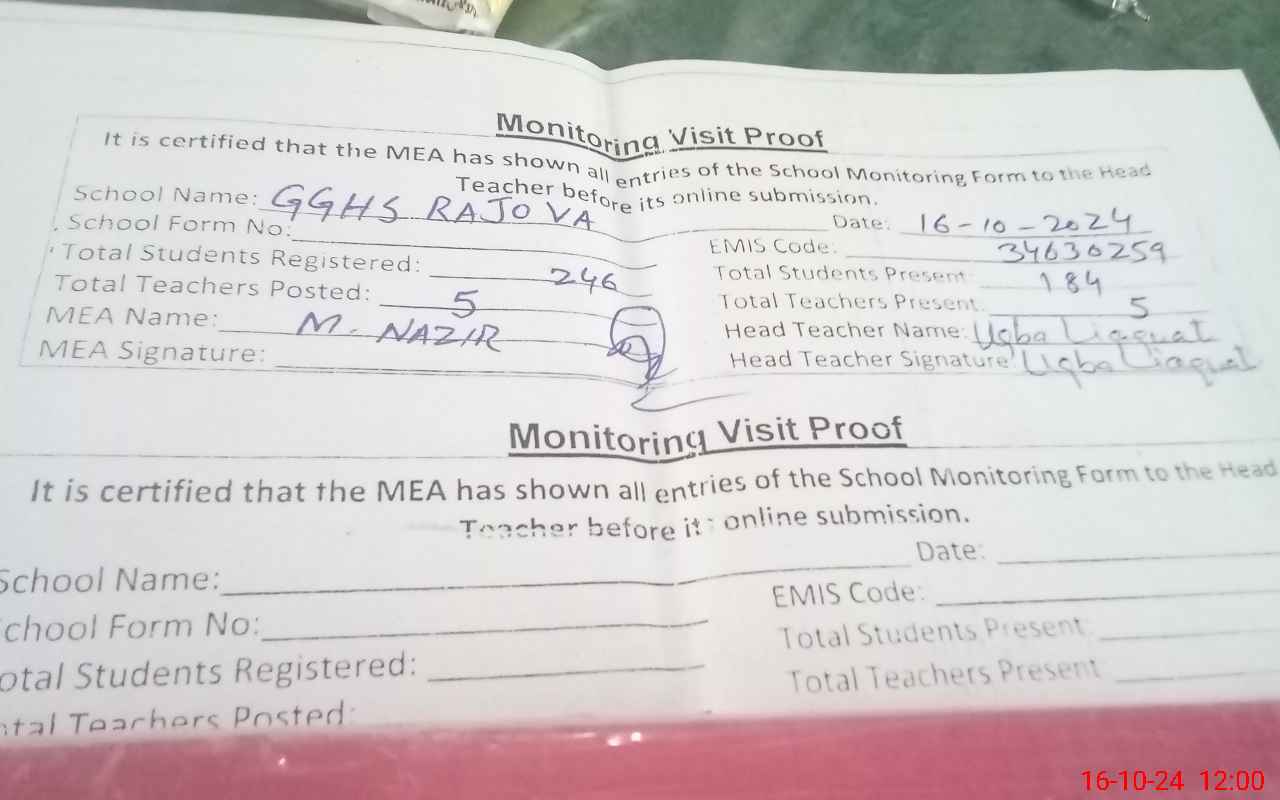 Monitoring Visit Proof
It is certified that the MEA has shown all entries of the School Monitoring Form to the Head
Teacher before its online submission.
School Name: GGHS RAJOVA Date: 16-10-2024
School Form No: EMIS Code: 34630259
Total Students Registered: 246 Total Students Present: 184
Total Teachers Posted: 5 Total Teachers Present: 5
MEA Name: M. NAZIR Head Teacher Name: Uqba Liaquat
MEA Signature: Head Teacher Signature: Uqba Liaquat
Monitoring Visit Proof
It is certified that the MEA has shown all entries of the School Monitoring Form to the Head
Teacher before it online submission.
School Name: Date:
chool Form No: EMIS Code:
otal Students Registered: Total Students Present:
Total Teachers Present
Teachers Posted:
16-10-24 12:00